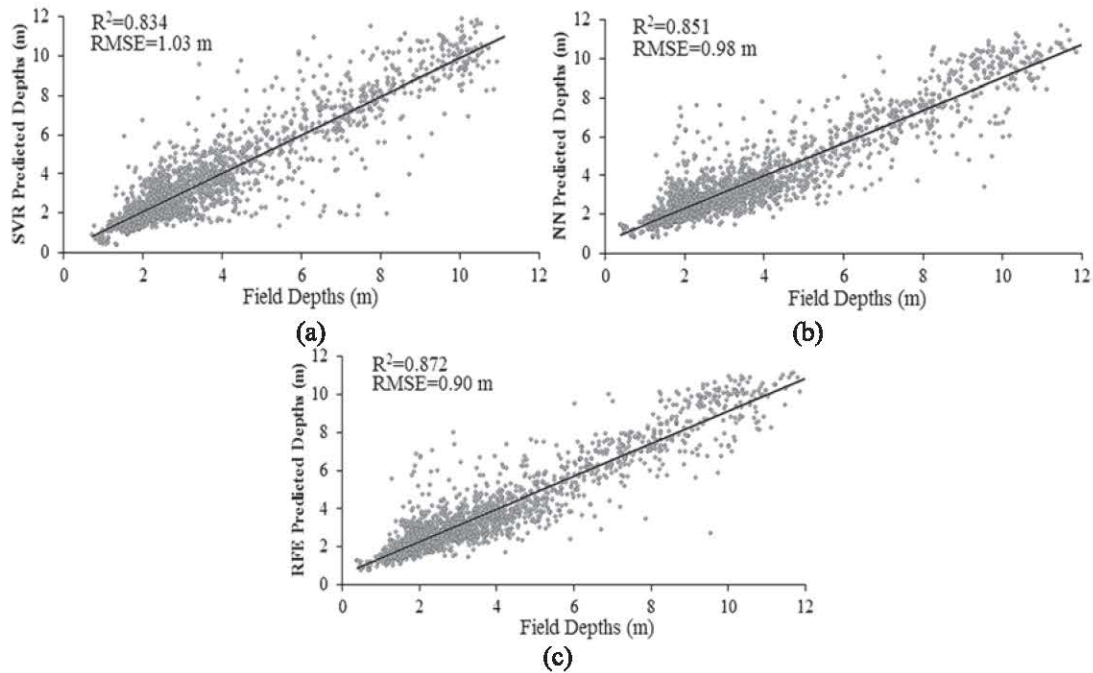 R²=0.834
RMSE=1.03 m
SVR Predicted Depths (m)
12
10
8
6
4
2
0
0 2 4 6 8 10 12
Field Depths (m)
(a)
R²=0.851
RMSE=0.98 m
NN Predicted Depths (m)
12
10
8
6
4
2
0
0 2 4 6 8 10 12
Field Depths (m)
(b)
R²=0.872
RMSE=0.90 m
RFE Predicted Depths (m)
12
10
8
6
4
2
0
0 2 4 6 8 10 12
Field Depths (m)
(c)